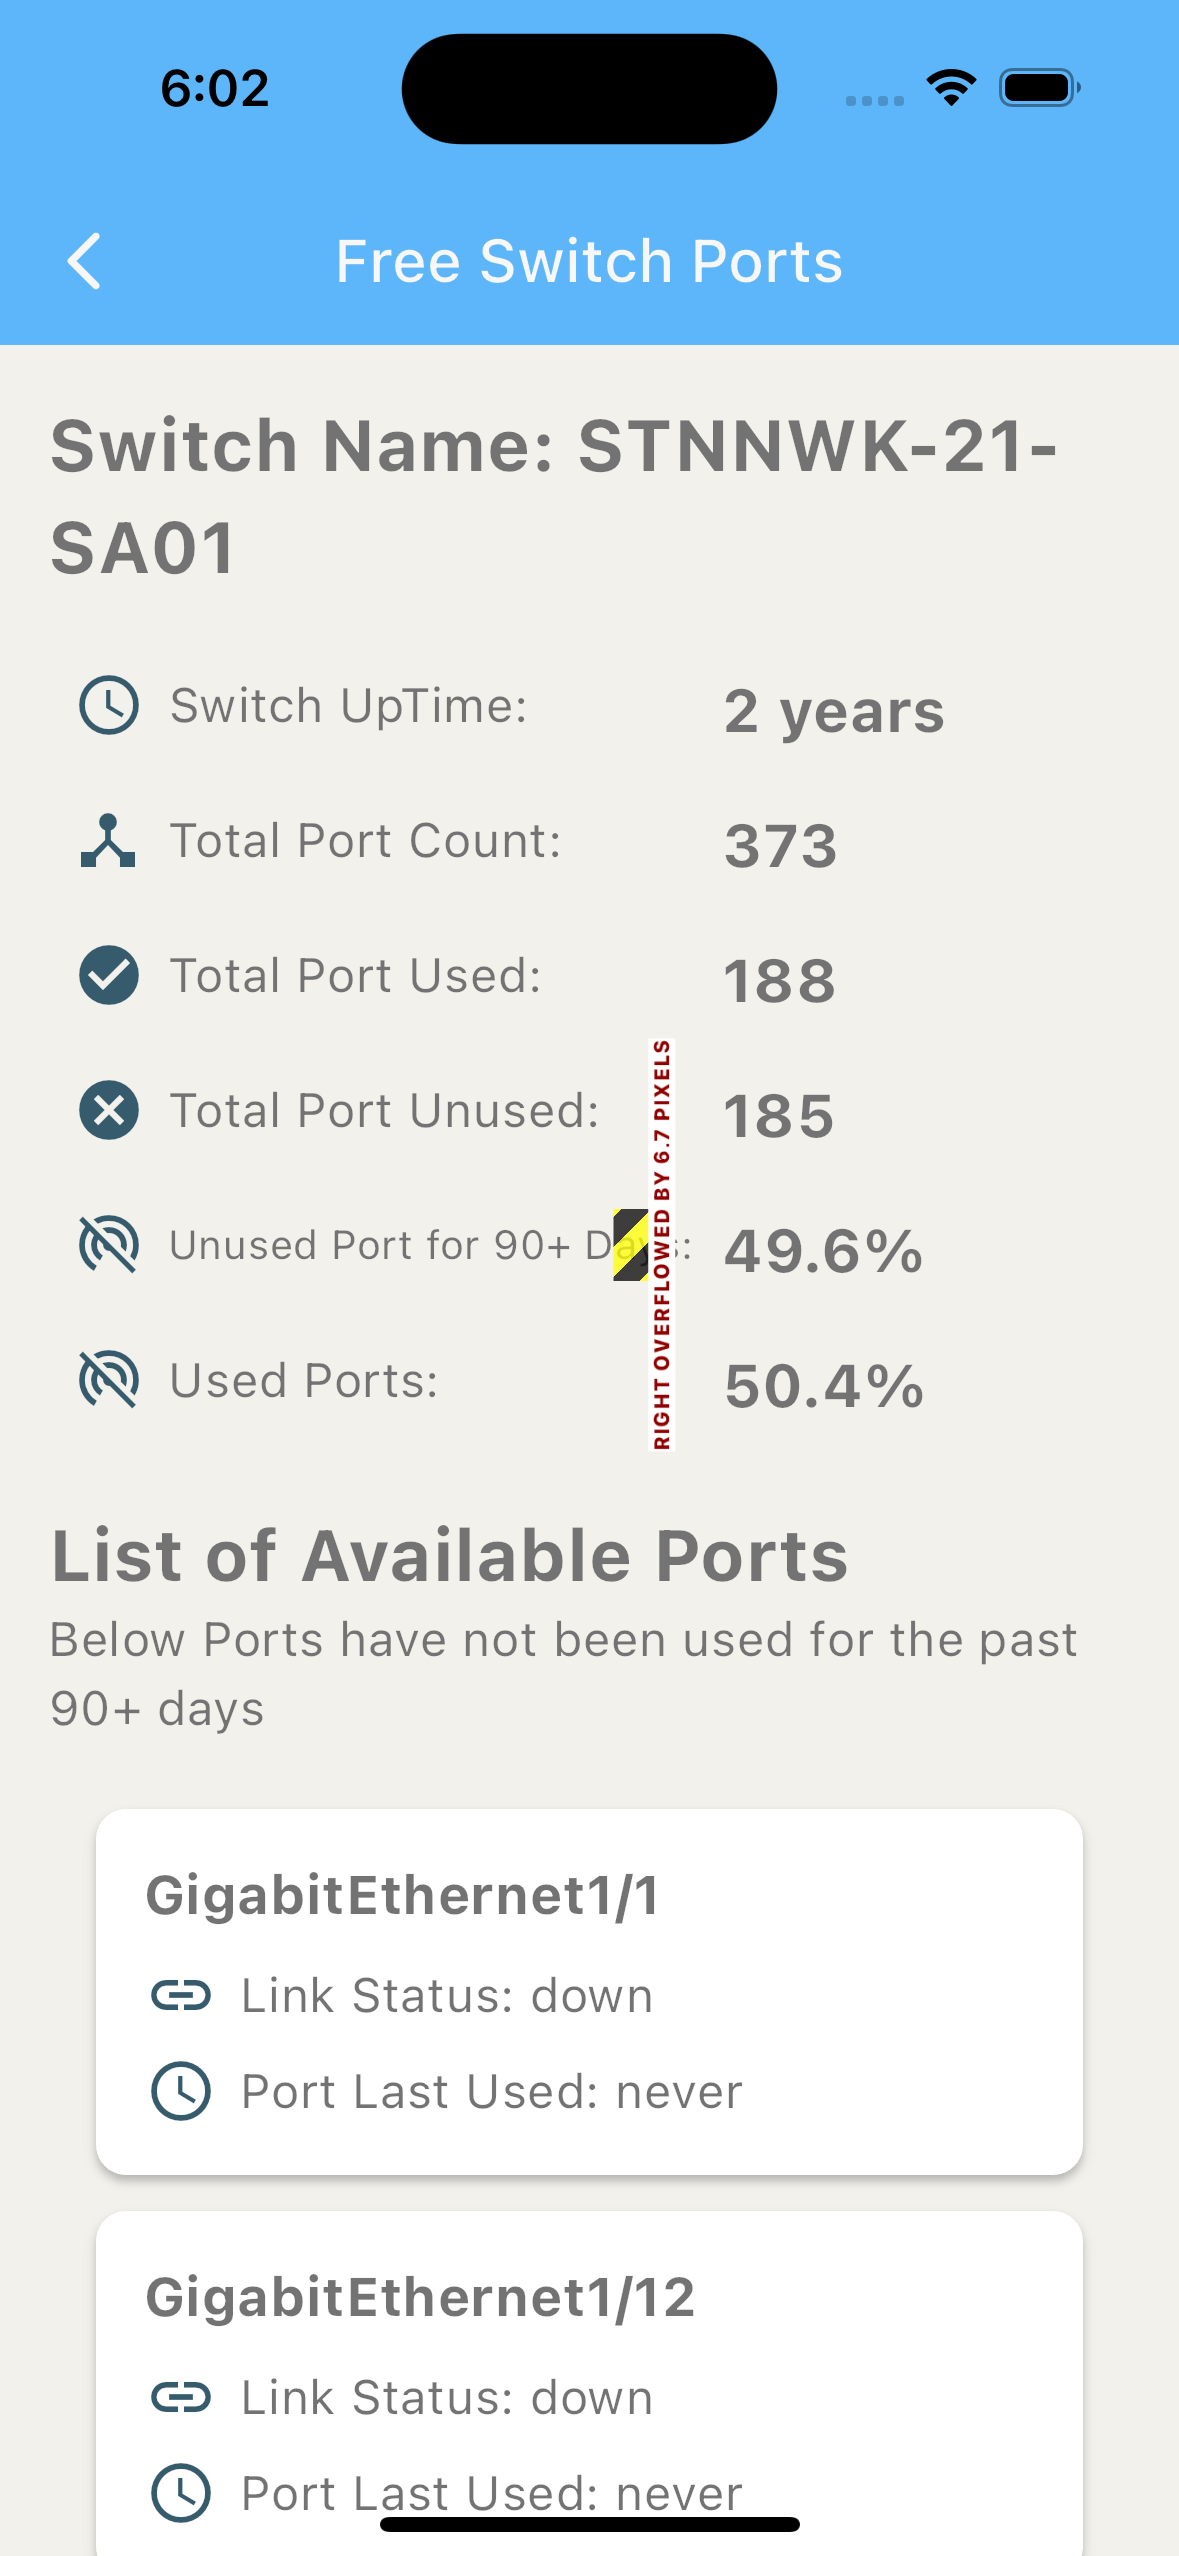 6:02
Free Switch Ports
Switch Name: STNNWK-21-
SA01
Switch UpTime: 2 years
Total Port Count: 373
Total Port Used: 188
Total Port Unused: 185
Unused Port for 90+ Days: 49.6%
RIGHT OVERFLOWED BY 6.7 PIXELS
Used Ports: 50.4%
List of Available Ports
Below Ports have not been used for the past
90+ days
GigabitEthernet1/1
Link Status: down
Port Last Used: never
GigabitEthernet1/12
Link Status: down
Port Last Used: never